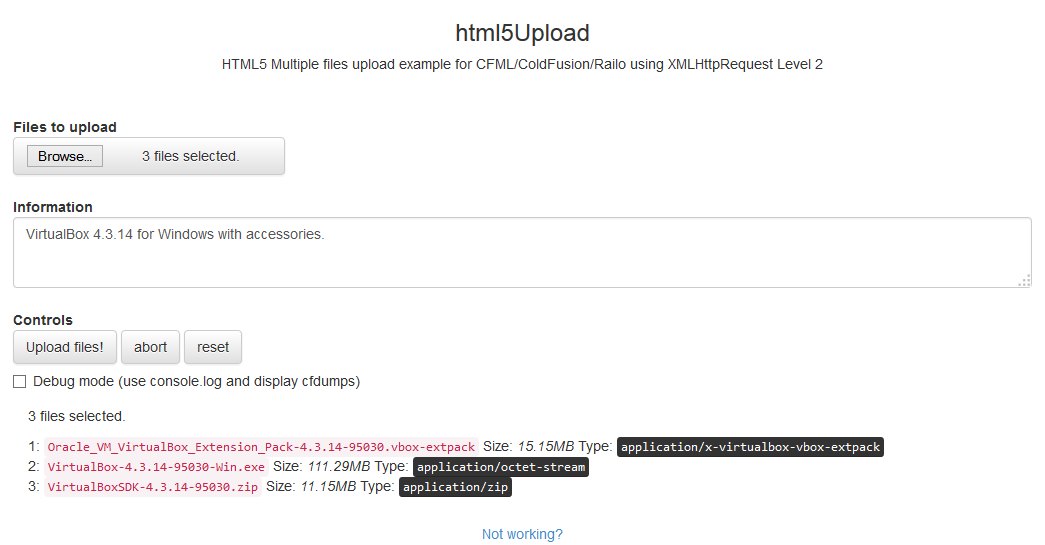 html5Upload
HTML5 Multiple files upload example for CFML/ColdFusion/Railo using XMLHttpRequest Level 2
Files to upload
Browse... 3 files selected.
Information
VirtualBox 4.3.14 for Windows with accessories.
Controls
Upload files! abort reset
Debug mode (use console.log and display cfdumps)
3 files selected.
1: Oracle_VM_VirtualBox_Extension_Pack-4.3.14-95030.vbox-extpack Size: 15.15MB Type: application/x-virtualbox-vbox-extpack
2: VirtualBox-4.3.14-95030-Win.exe Size: 111.29MB Type: application/octet-stream
3: VirtualBoxSDK-4.3.14-95030.zip Size: 11.15MB Type: application/zip
Not working?